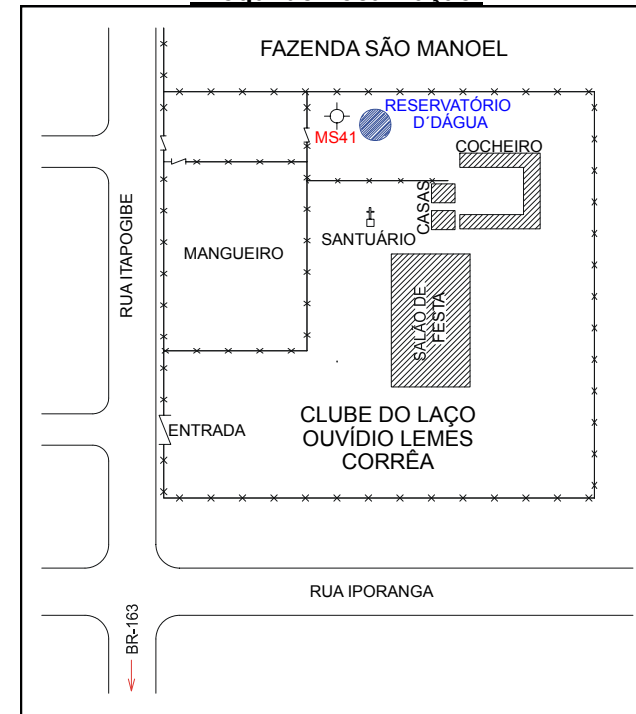 FAZENDA SÃO MANOEL
RESERVATÓRIO
D´DÁGUA
MS41
COCHEIRO
CASAS
SANTUÁRIO
MANGUEIRO
RUA ITAPOGIBE
SALÃO DE
FESTA
ENTRADA
CLUBE DO LAÇO
OUVÍDIO LEMES
CORRÊA
RUA IPORANGA
BR-163